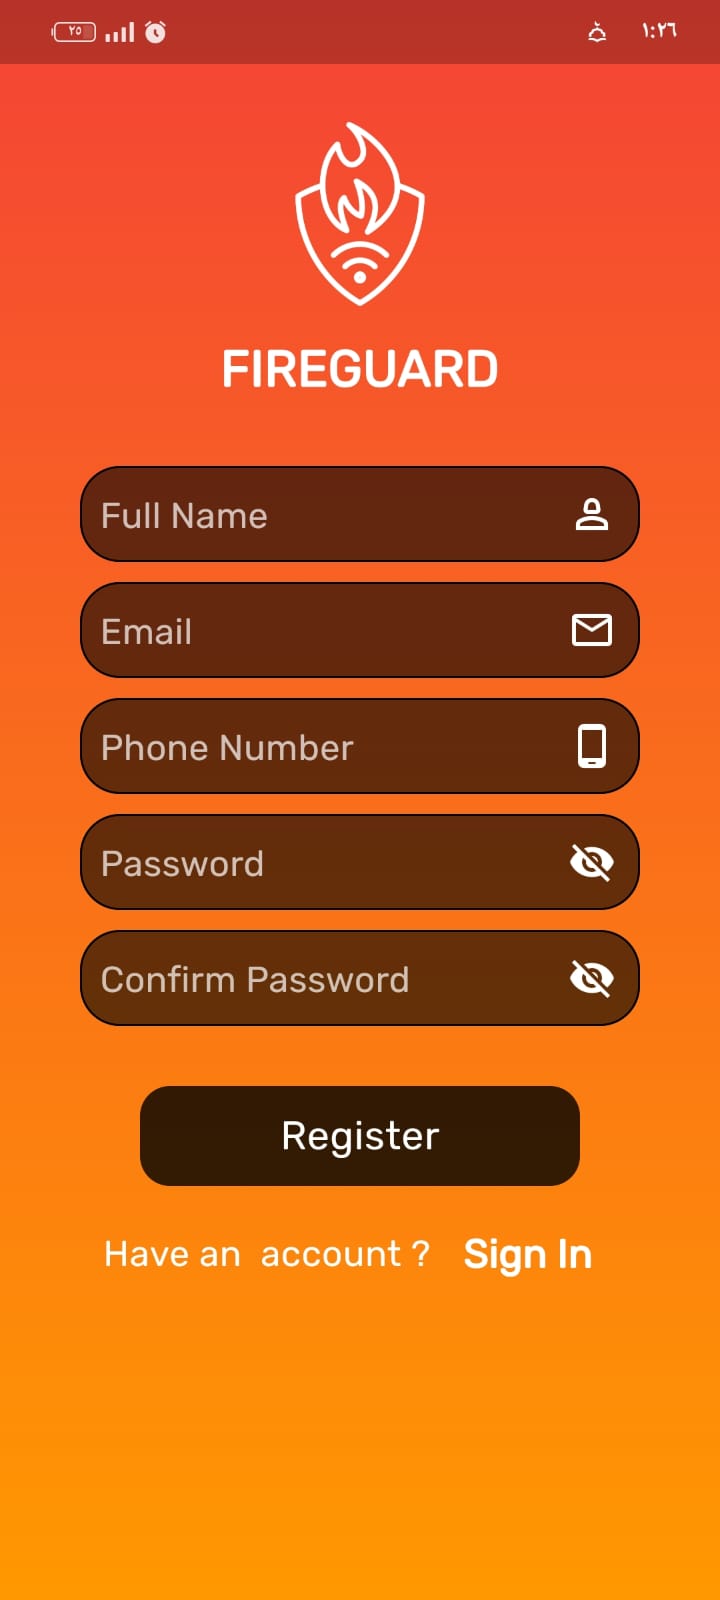 ٢٥ ١:٢٦
FIREGUARD
Full Name
Email
Phone Number
Password
Confirm Password
Register
Have an  account ? Sign In